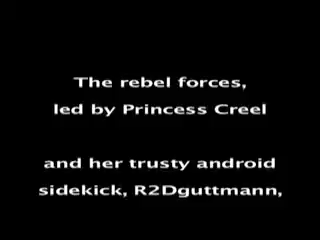 The rebel forces,
led by Princess Creel
and her trusty android
sidekick, R2Dguttmann,